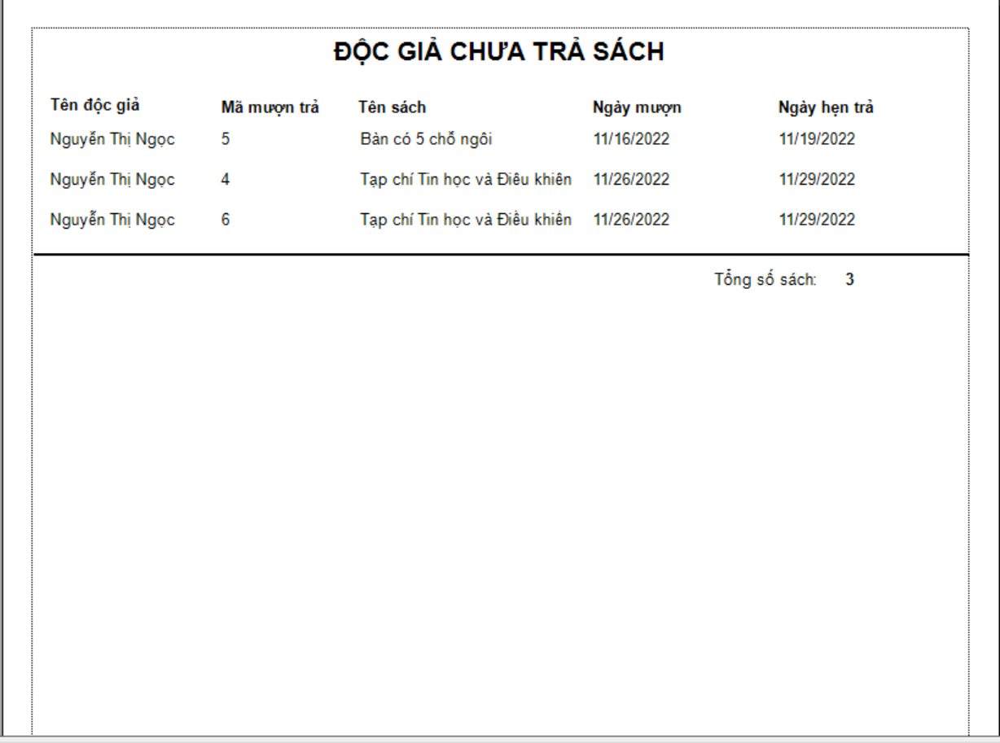 ĐỘC GIẢ CHƯA TRẢ SÁCH
Tên độc giả Mã mượn trả Tên sách Ngày mượn Ngày hẹn trả
Nguyễn Thị Ngọc 5 Bàn có 5 chỗ ngồi 11/16/2022 11/19/2022
Nguyễn Thị Ngọc 4 Tạp chí Tin học và Điều khiển 11/26/2022 11/29/2022
Nguyễn Thị Ngọc 6 Tạp chí Tin học và Điều khiển 11/26/2022 11/29/2022
Tổng số sách: 3